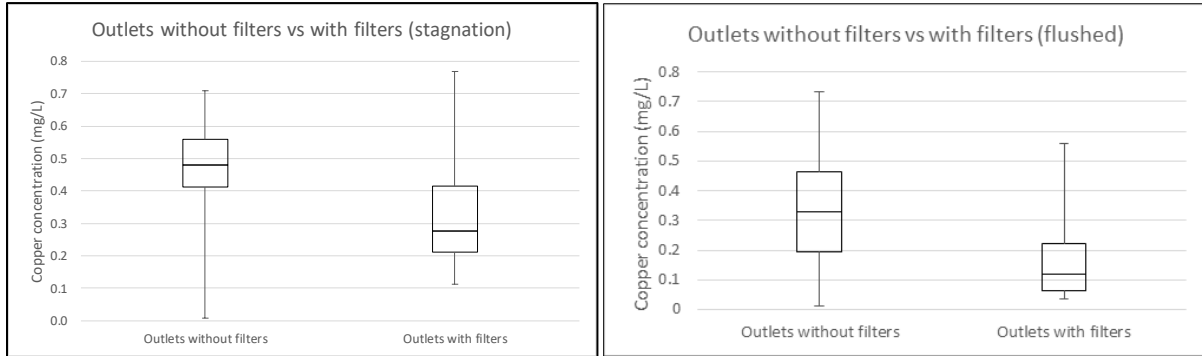 Outlets without filters vs with filters (stagnation)
Copper concentration (mg/L)
0.8
0.7
0.6
0.5
0.4
0.3
0.2
0.1
0.0
Outlets without filters
Outlets with filters
Outlets without filters vs with filters (flushed)
Copper concentration (mg/L)
0.8
0.7
0.6
0.5
0.4
0.3
0.2
0.1
0
Outlets without filters
Outlets with filters